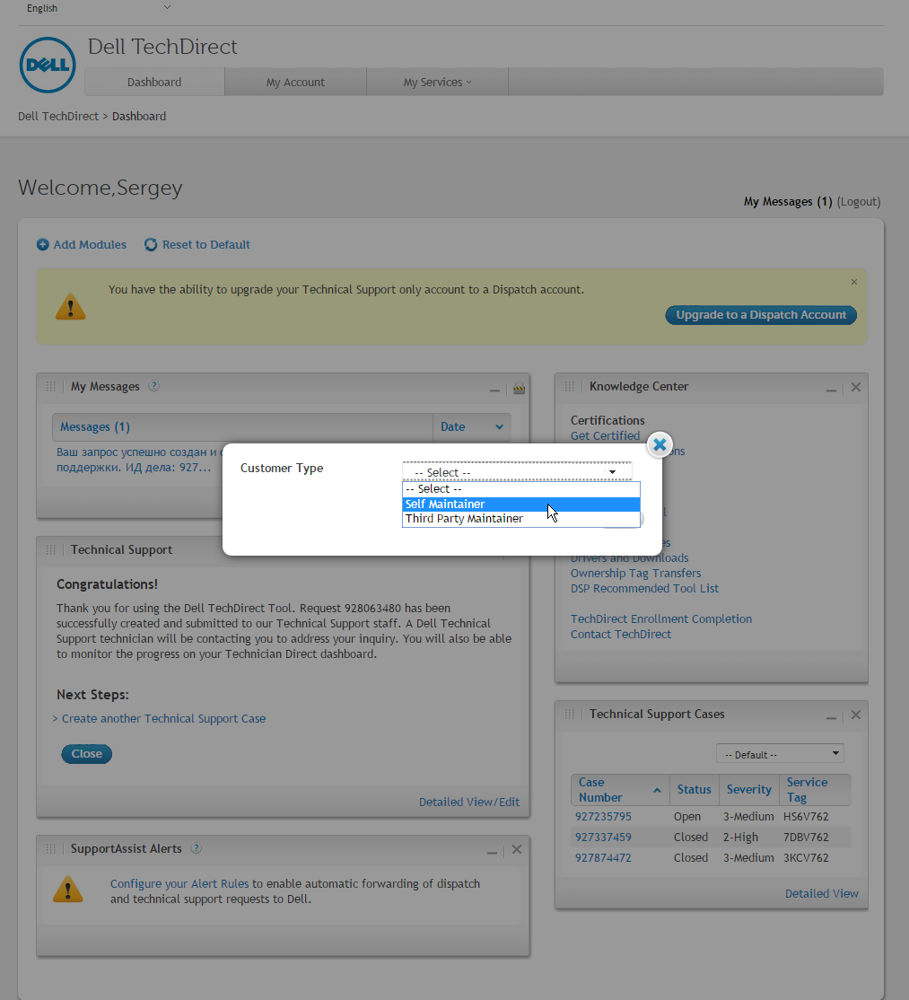 English
DELL
Dell TechDirect
Dashboard
My Account
My Services
Dell TechDirect > Dashboard
Welcome,Sergey
My Messages (1) (Logout)
Add Modules
Reset to Default
You have the ability to upgrade your Technical Support only account to a Dispatch account.
Upgrade to a Dispatch Account
My Messages ?
Messages (1)
Date
Ваш запрос успешно создан и
поддержки. ИД дела: 927...
Customer Type
-- Select --
-- Select --
Self Maintainer
Third Party Maintainer
Technical Support
Congratulations!
Thank you for using the Dell TechDirect Tool. Request 928063480 has been
successfully created and submitted to our Technical Support staff. A Dell Technical
Support technician will be contacting you to address your inquiry. You will also be able
to monitor the progress on your Technician Direct dashboard.
Next Steps:
> Create another Technical Support Case
Close
Detailed View/Edit
SupportAssist Alerts ?
Configure your Alert Rules to enable automatic forwarding of dispatch
and technical support requests to Dell.
Knowledge Center
Certifications
Get Certified
Drivers and Downloads
Ownership Tag Transfers
DSP Recommended Tool List
TechDirect Enrollment Completion
Contact TechDirect
Technical Support Cases
-- Default --
Case Number Status Severity Service Tag
927235795 Open 3-Medium HS6V762
927337459 Closed 2-High 7DBV762
927874472 Closed 3-Medium 3KCV762
Detailed View